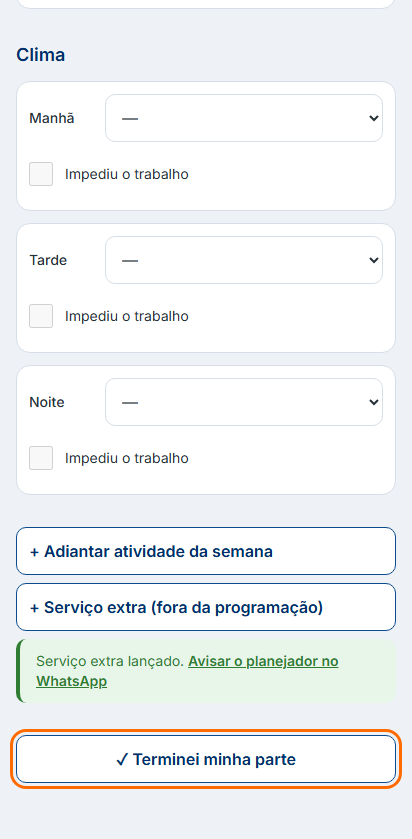 Clima
Manhã —
Impediu o trabalho
Tarde —
Impediu o trabalho
Noite —
Impediu o trabalho
+ Adiantar atividade da semana
+ Serviço extra (fora da programação)
Serviço extra lançado. Avisar o planejador no
WhatsApp
✓ Terminei minha parte